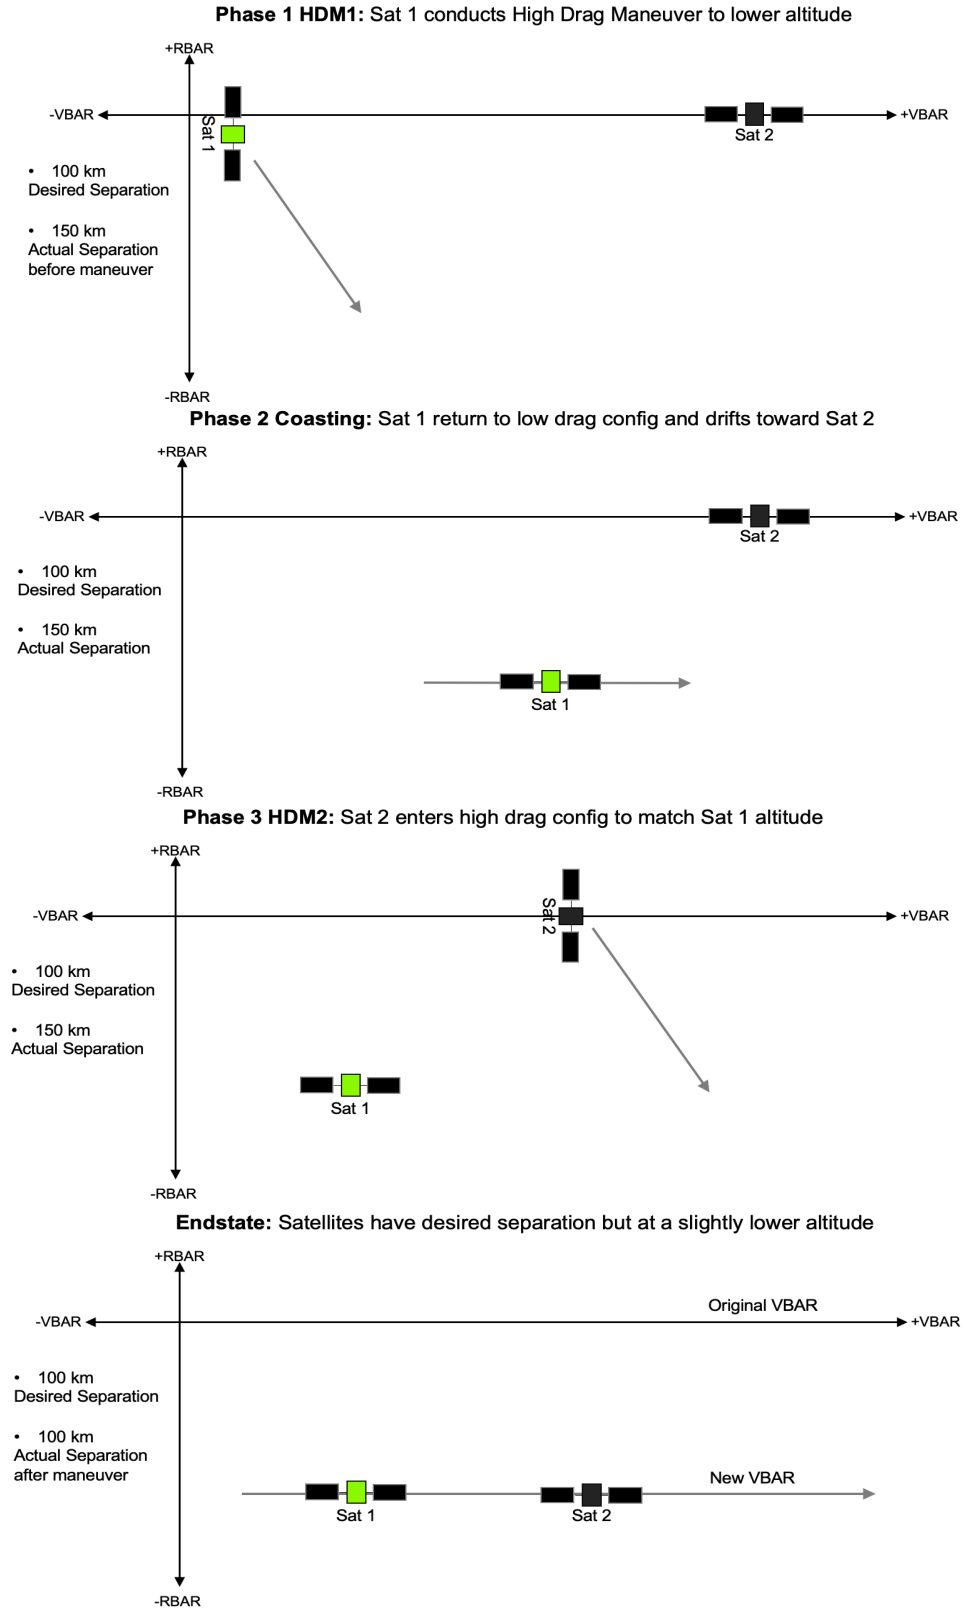 Phase 1 HDM1: Sat 1 conducts High Drag Maneuver to lower altitude
+RBAR
-VBAR
+VBAR
Sat 1
Sat 2
• 100 km
Desired Separation
• 150 km
Actual Separation
before maneuver
-RBAR
Phase 2 Coasting: Sat 1 return to low drag config and drifts toward Sat 2
+RBAR
-VBAR
+VBAR
Sat 2
• 100 km
Desired Separation
• 150 km
Actual Separation
Sat 1
-RBAR
Phase 3 HDM2: Sat 2 enters high drag config to match Sat 1 altitude
+RBAR
-VBAR
+VBAR
Sat 2
• 100 km
Desired Separation
• 150 km
Actual Separation
Sat 1
-RBAR
Endstate: Satellites have desired separation but at a slightly lower altitude
+RBAR
Original VBAR
-VBAR
+VBAR
• 100 km
Desired Separation
• 100 km
Actual Separation
after maneuver
New VBAR
Sat 1
Sat 2
-RBAR